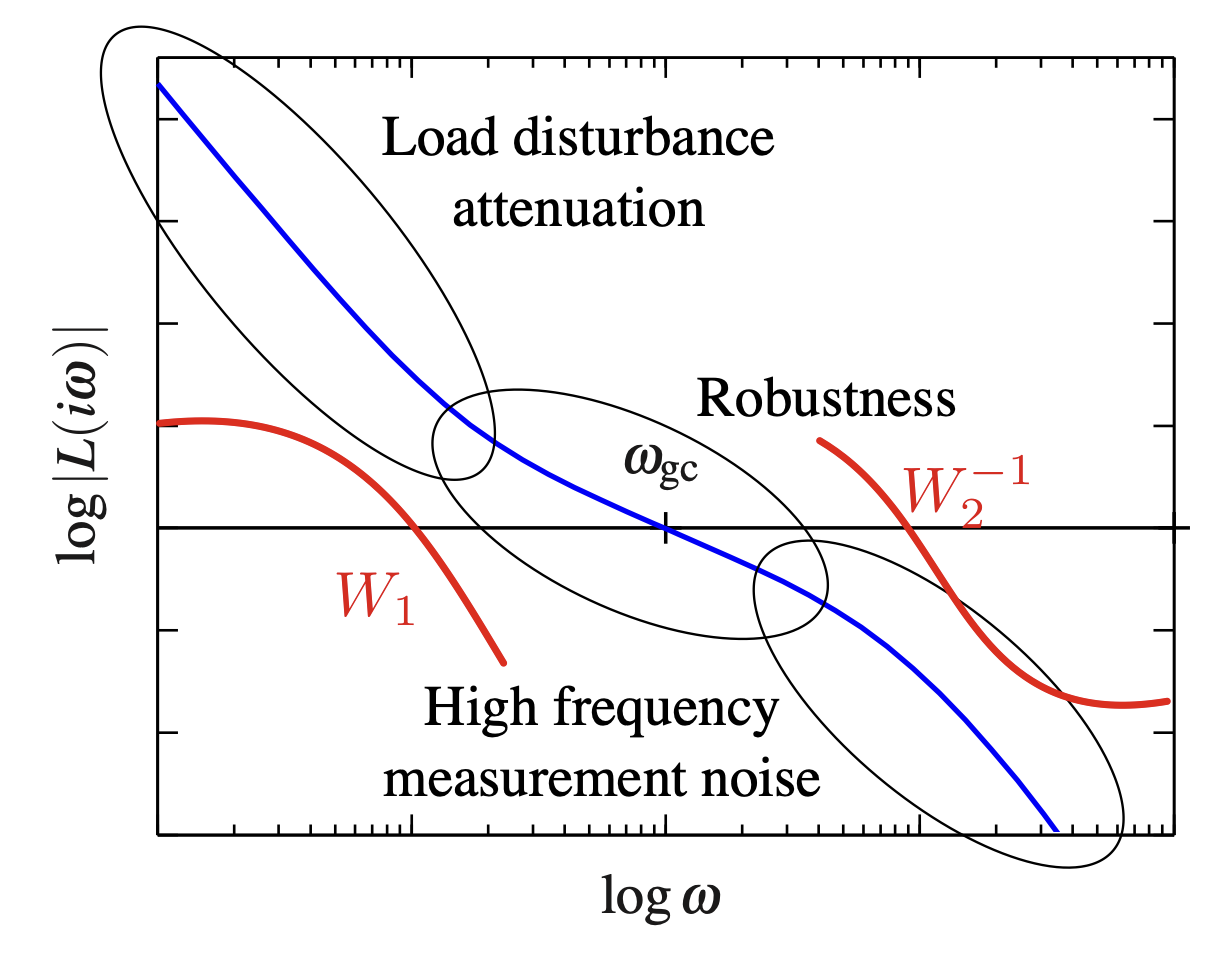 Load disturbance
attenuation
Robustness
ω_gc
W_2^{-1}
log |L(iω)|
W_1
High frequency
measurement noise
log ω